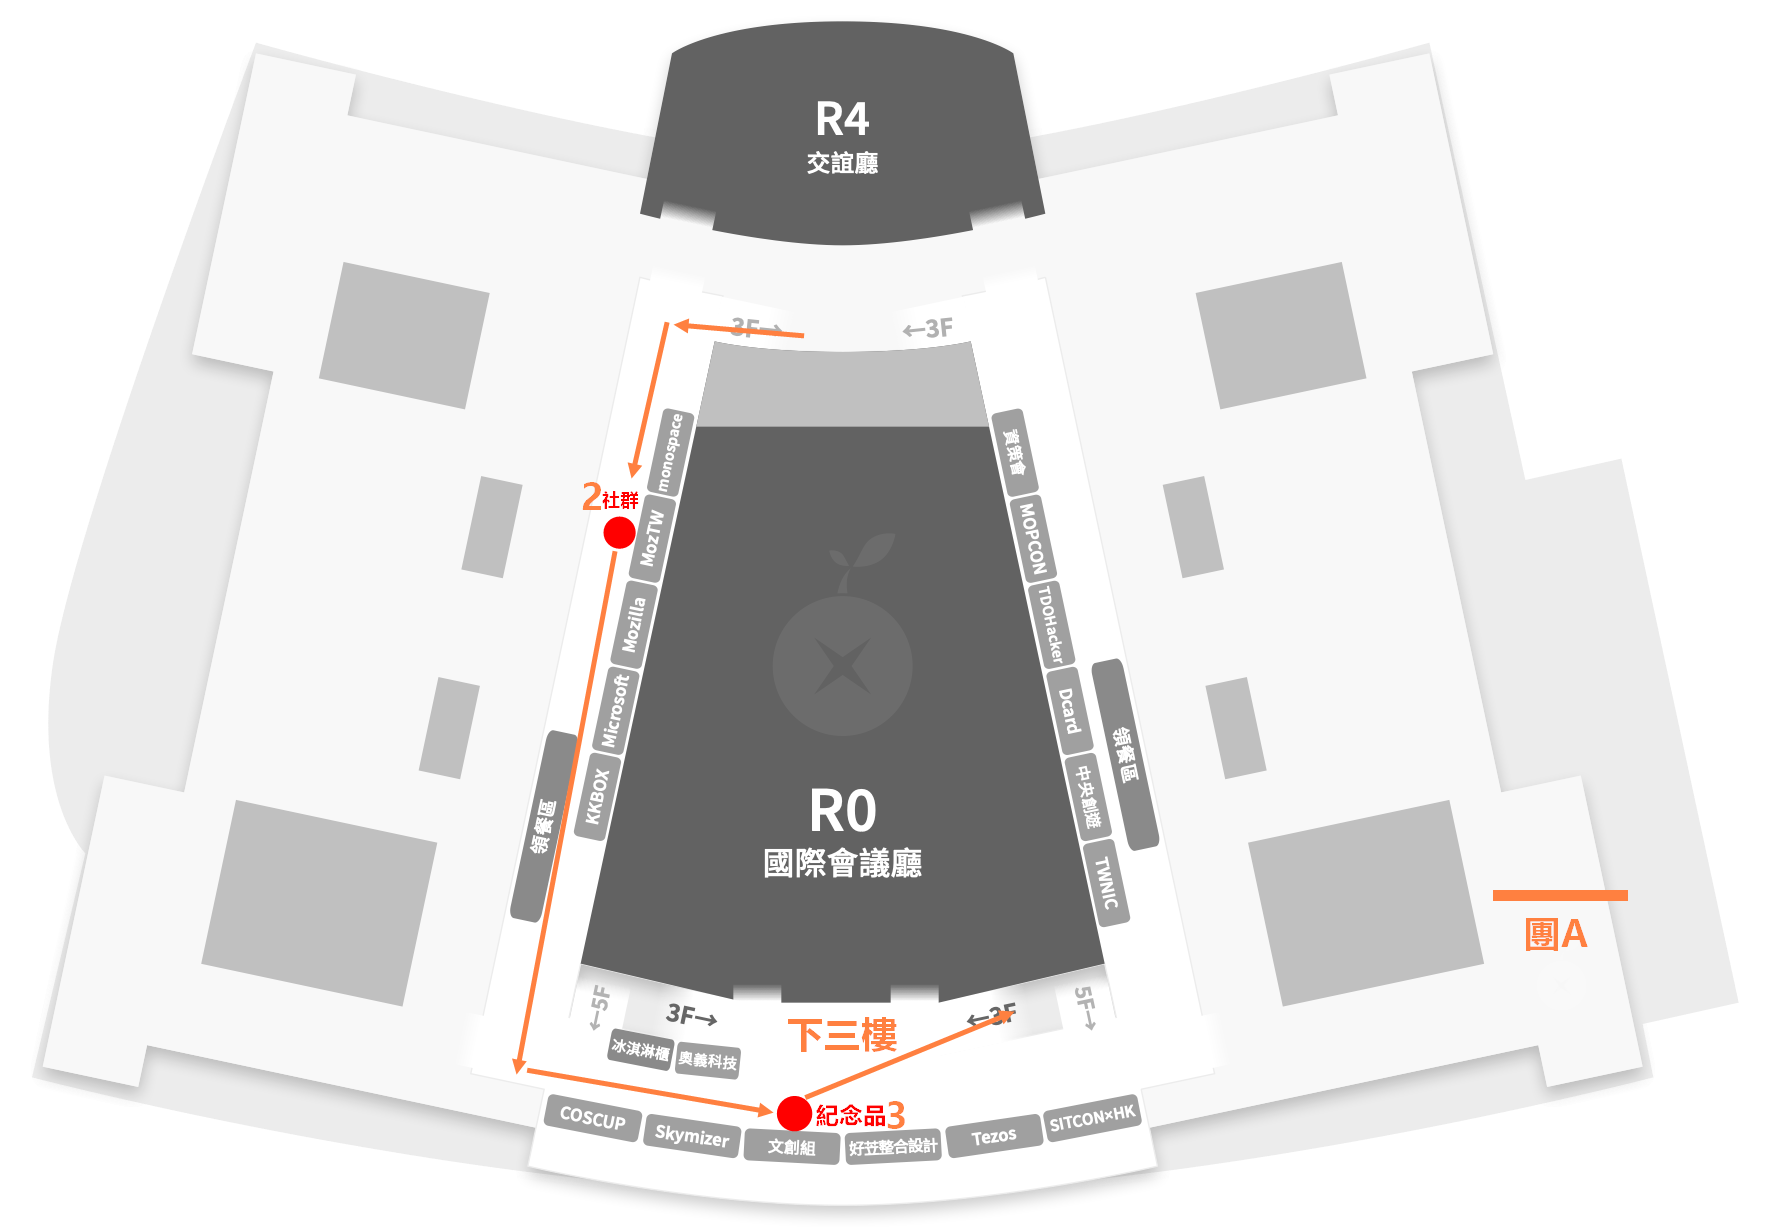 R4
交誼廳
3F→
←3F
monospace
資策會
2社群
MozTW
MOPCON
Mozilla
TDOHacker
Microsoft
Dcard
領餐區
KKBOX
中央創遊
領餐區
R0
國際會議廳
TWNIC
團A
←5F
3F→
下三樓
←3F
5F→
冰淇淋櫃
奧義科技
紀念品3
COSCUP
Skymizer
文創組
好苙整合設計
Tezos
SITCON×HK